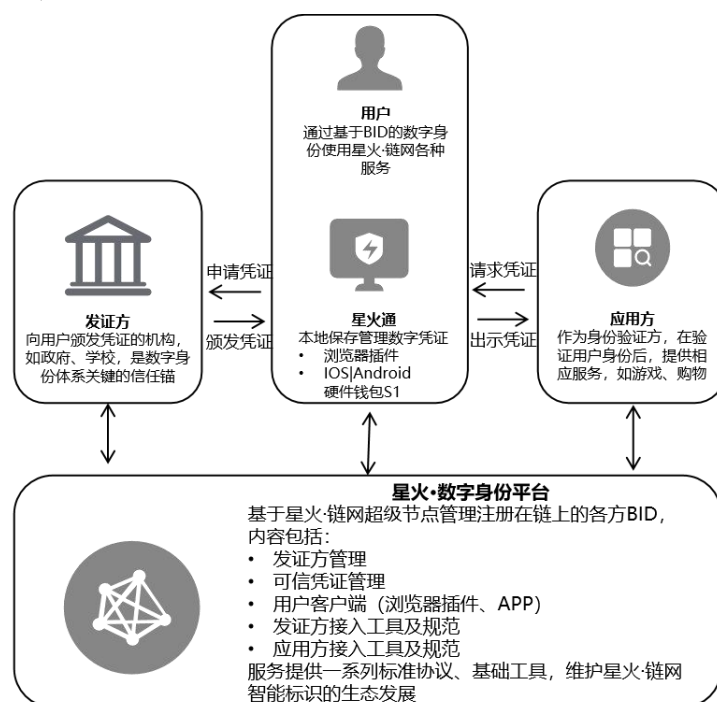 用户
通过基于BID的数字身
份使用星火·链网各种
服务
发证方
向用户颁发凭证的机构，
如政府、学校，是数字身
份体系关键的信任锚
申请凭证
颁发凭证
星火通
本地保存管理数字凭证
• 浏览器插件
• IOS|Android
硬件钱包S1
请求凭证
出示凭证
应用方
作为身份验证方，在验
证用户身份后，提供相
应服务，如游戏、购物
星火·数字身份平台
基于星火·链网超级节点管理注册在链上的各方BID，
内容包括：
• 发证方管理
• 可信凭证管理
• 用户客户端（浏览器插件、APP）
• 发证方接入工具及规范
• 应用方接入工具及规范
服务提供一系列标准协议、基础工具，维护星火·链网
智能标识的生态发展